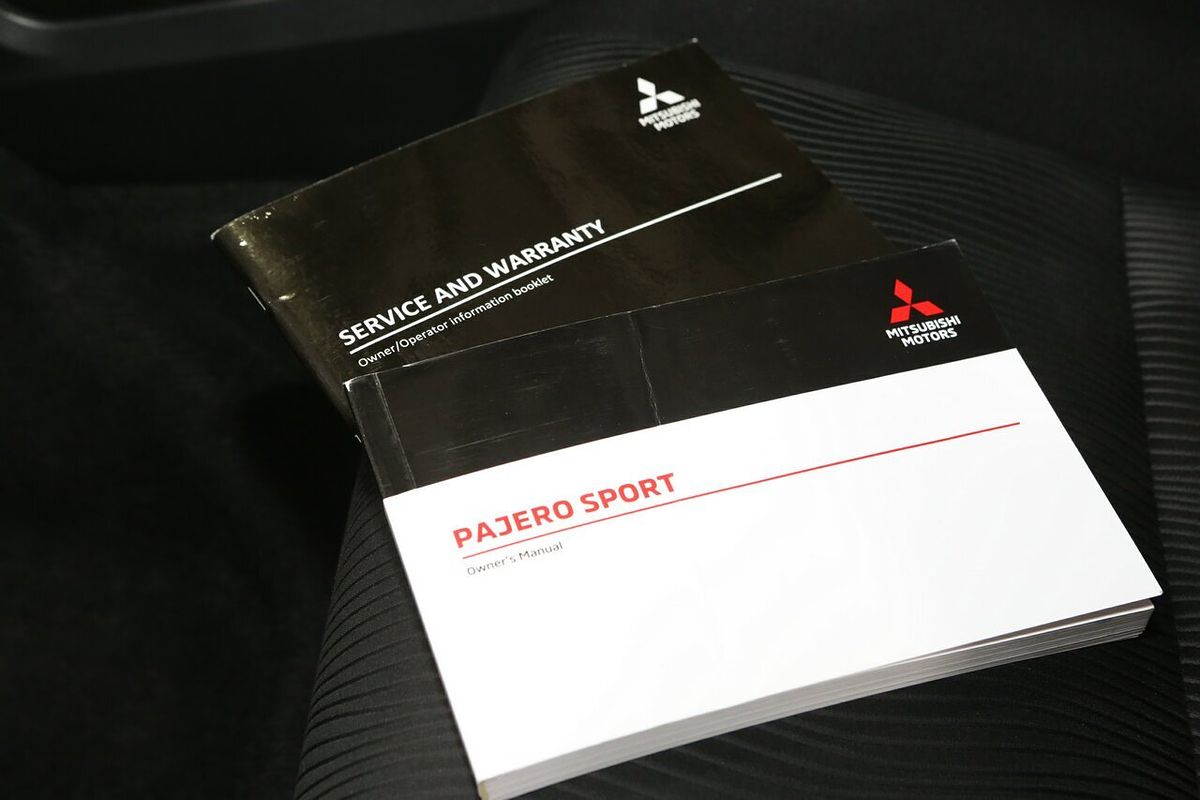 MITSUBISHI
MOTORS
SERVICE AND WARRANTY
Owner/Operator information booklet
MITSUBISHI
MOTORS
PAJERO SPORT
Owner's Manual